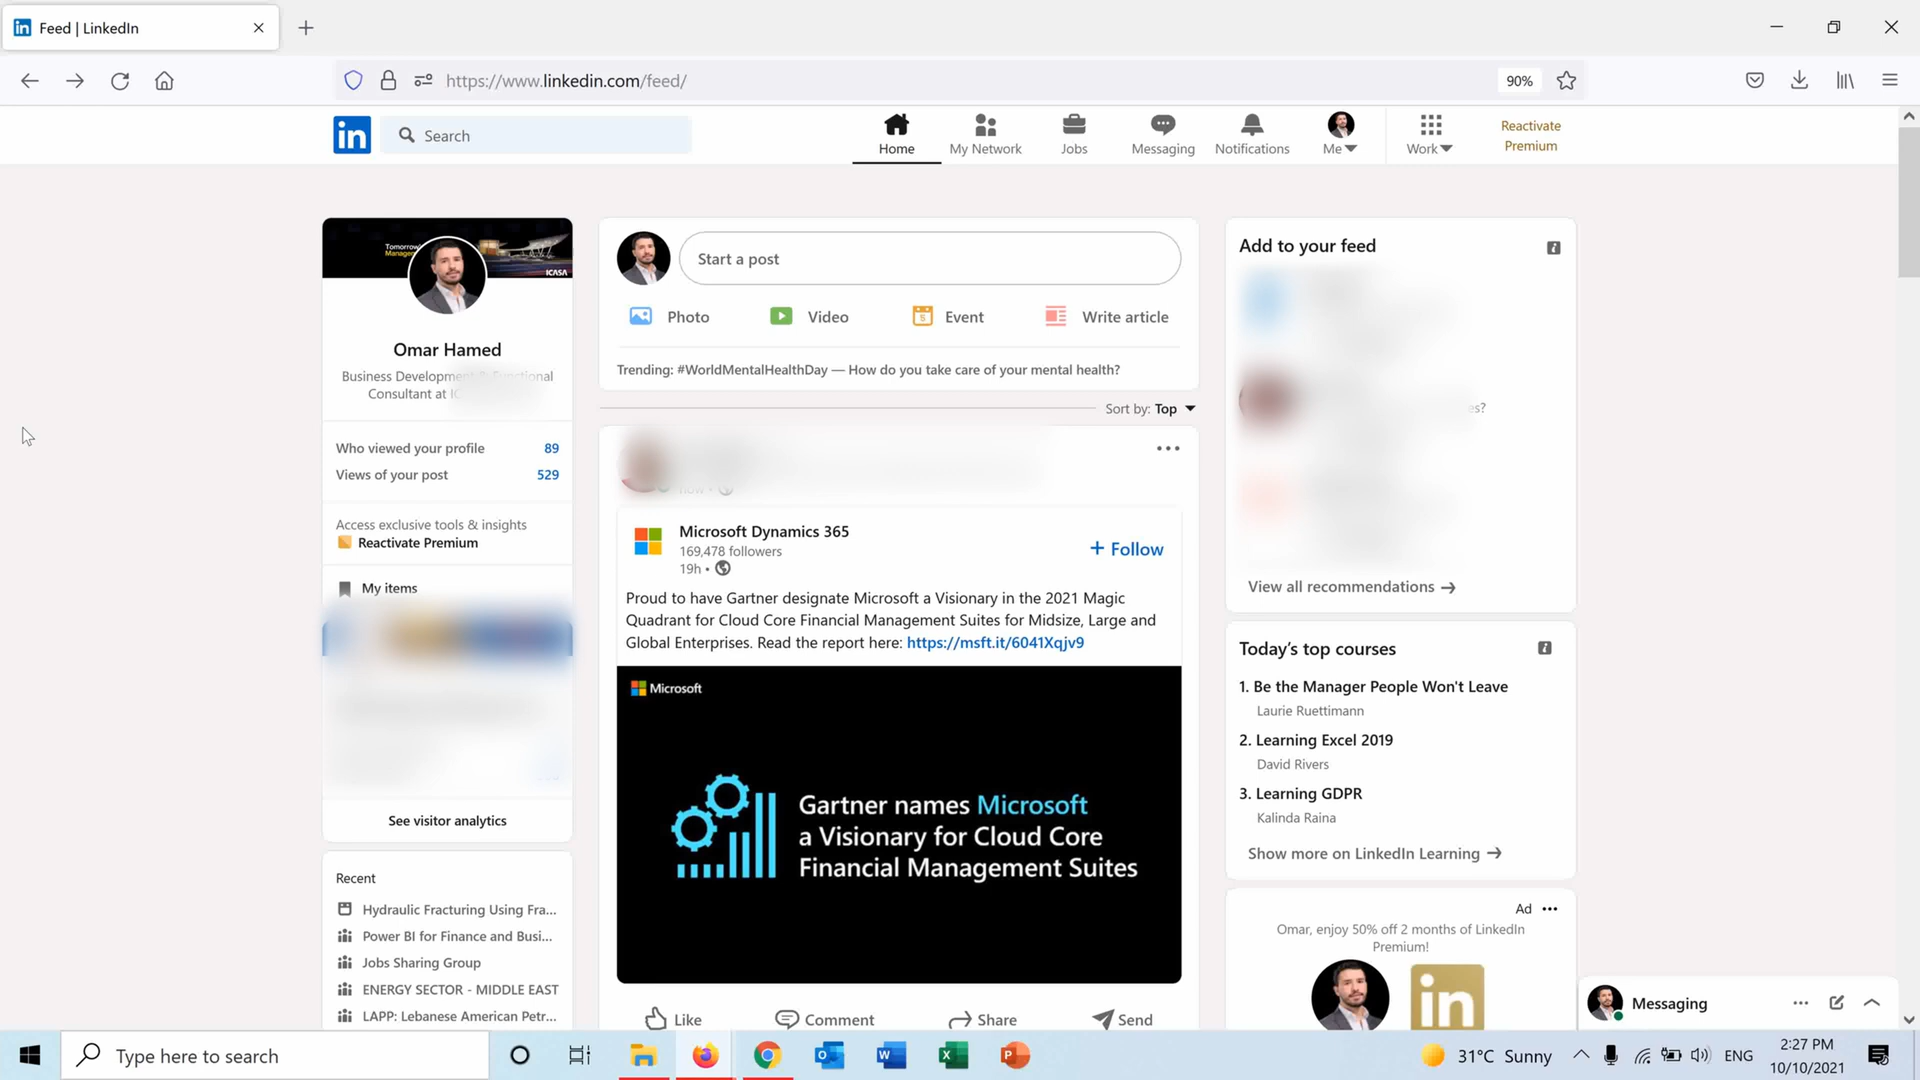 Feed | LinkedIn
https://www.linkedin.com/feed/
90%
in
Search
Home
My Network
Jobs
Messaging
Notifications
Me
Work
Reactivate
Premium
Tomorrow
Manage
ICASA
Omar Hamed
Business Development & Functional
Consultant at
Who viewed your profile 89
Views of your post 529
Access exclusive tools & insights
Reactivate Premium
My items
See visitor analytics
Recent
Hydraulic Fracturing Using Fra...
Power BI for Finance and Busi...
Jobs Sharing Group
ENERGY SECTOR - MIDDLE EAST
LAPP: Lebanese American Petr...
Start a post
Photo
Video
Event
Write article
Trending: #WorldMentalHealthDay — How do you take care of your mental health?
Sort by: Top
now •
Microsoft Dynamics 365
169,478 followers
19h •
+ Follow
Proud to have Gartner designate Microsoft a Visionary in the 2021 Magic
Quadrant for Cloud Core Financial Management Suites for Midsize, Large and
Global Enterprises. Read the report here: https://msft.it/6041Xqjv9
Microsoft
Gartner names Microsoft
a Visionary for Cloud Core
Financial Management Suites
Like
Comment
Share
Send
Add to your feed
es?
View all recommendations →
Today's top courses
1. Be the Manager People Won't Leave
Laurie Ruettimann
2. Learning Excel 2019
David Rivers
3. Learning GDPR
Kalinda Raina
Show more on LinkedIn Learning →
Ad
Omar, enjoy 50% off 2 months of LinkedIn
Premium!
in
Messaging
Type here to search
31°C Sunny
ENG
2:27 PM
10/10/2021